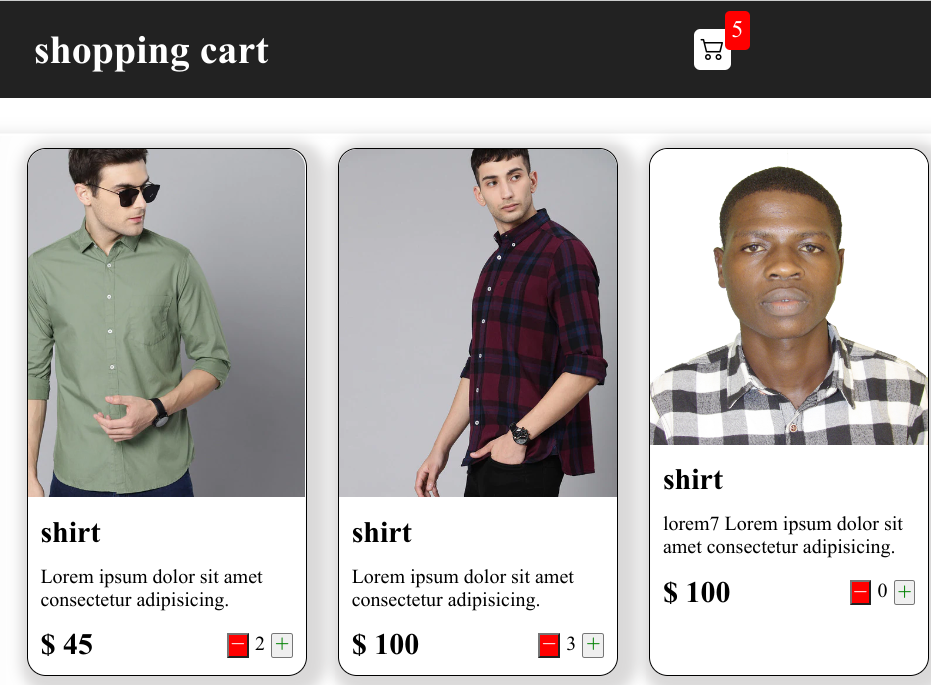 shopping cart
5
shirt
Lorem ipsum dolor sit amet
consectetur adipisicing.
$ 45
− 2 +
shirt
Lorem ipsum dolor sit amet
consectetur adipisicing.
$ 100
− 3 +
shirt
lorem7 Lorem ipsum dolor sit
amet consectetur adipisicing.
$ 100
− 0 +